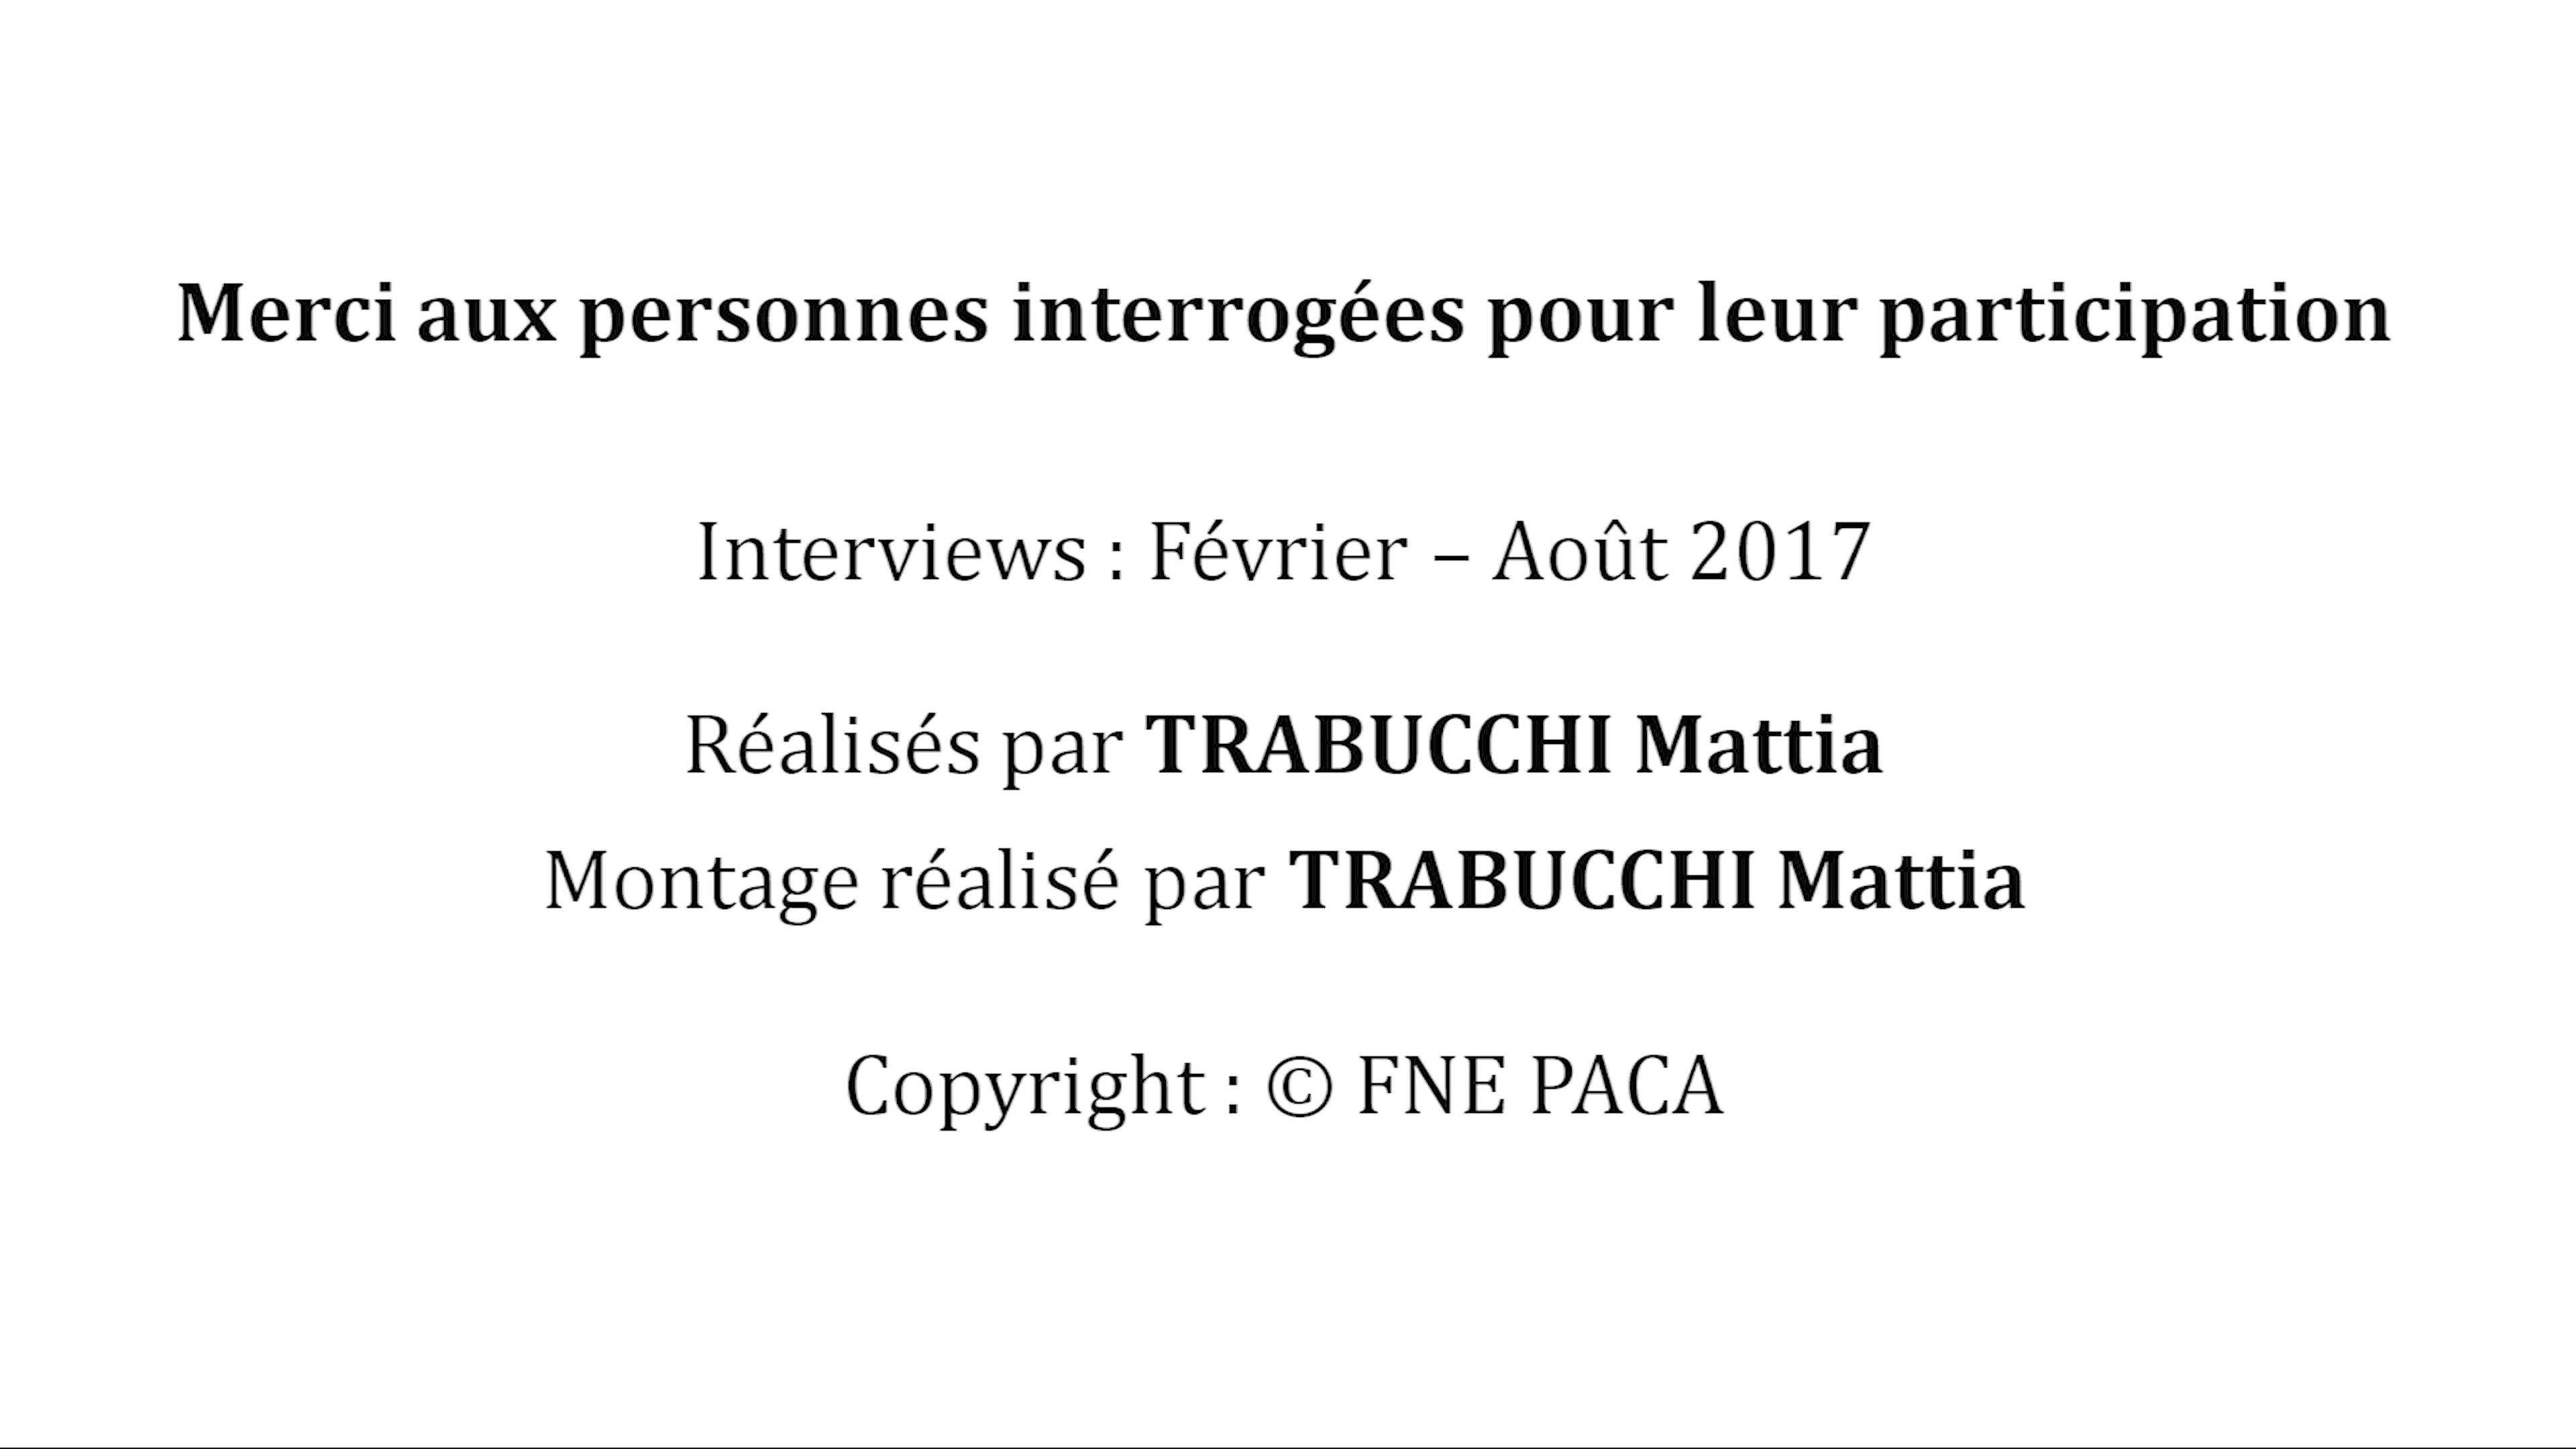 Merci aux personnes interrogées pour leur participation
Interviews : Février – Août 2017
Réalisés par TRABUCCHI Mattia
Montage réalisé par TRABUCCHI Mattia
Copyright : © FNE PACA